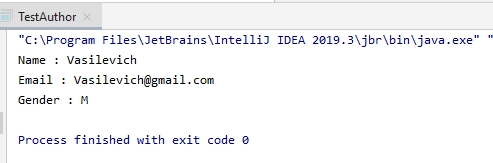 TestAuthor ×
"C:\Program Files\JetBrains\IntelliJ IDEA 2019.3\jbr\bin\java.exe" "
Name : Vasilevich
Email : Vasilevich@gmail.com
Gender : M
Process finished with exit code 0